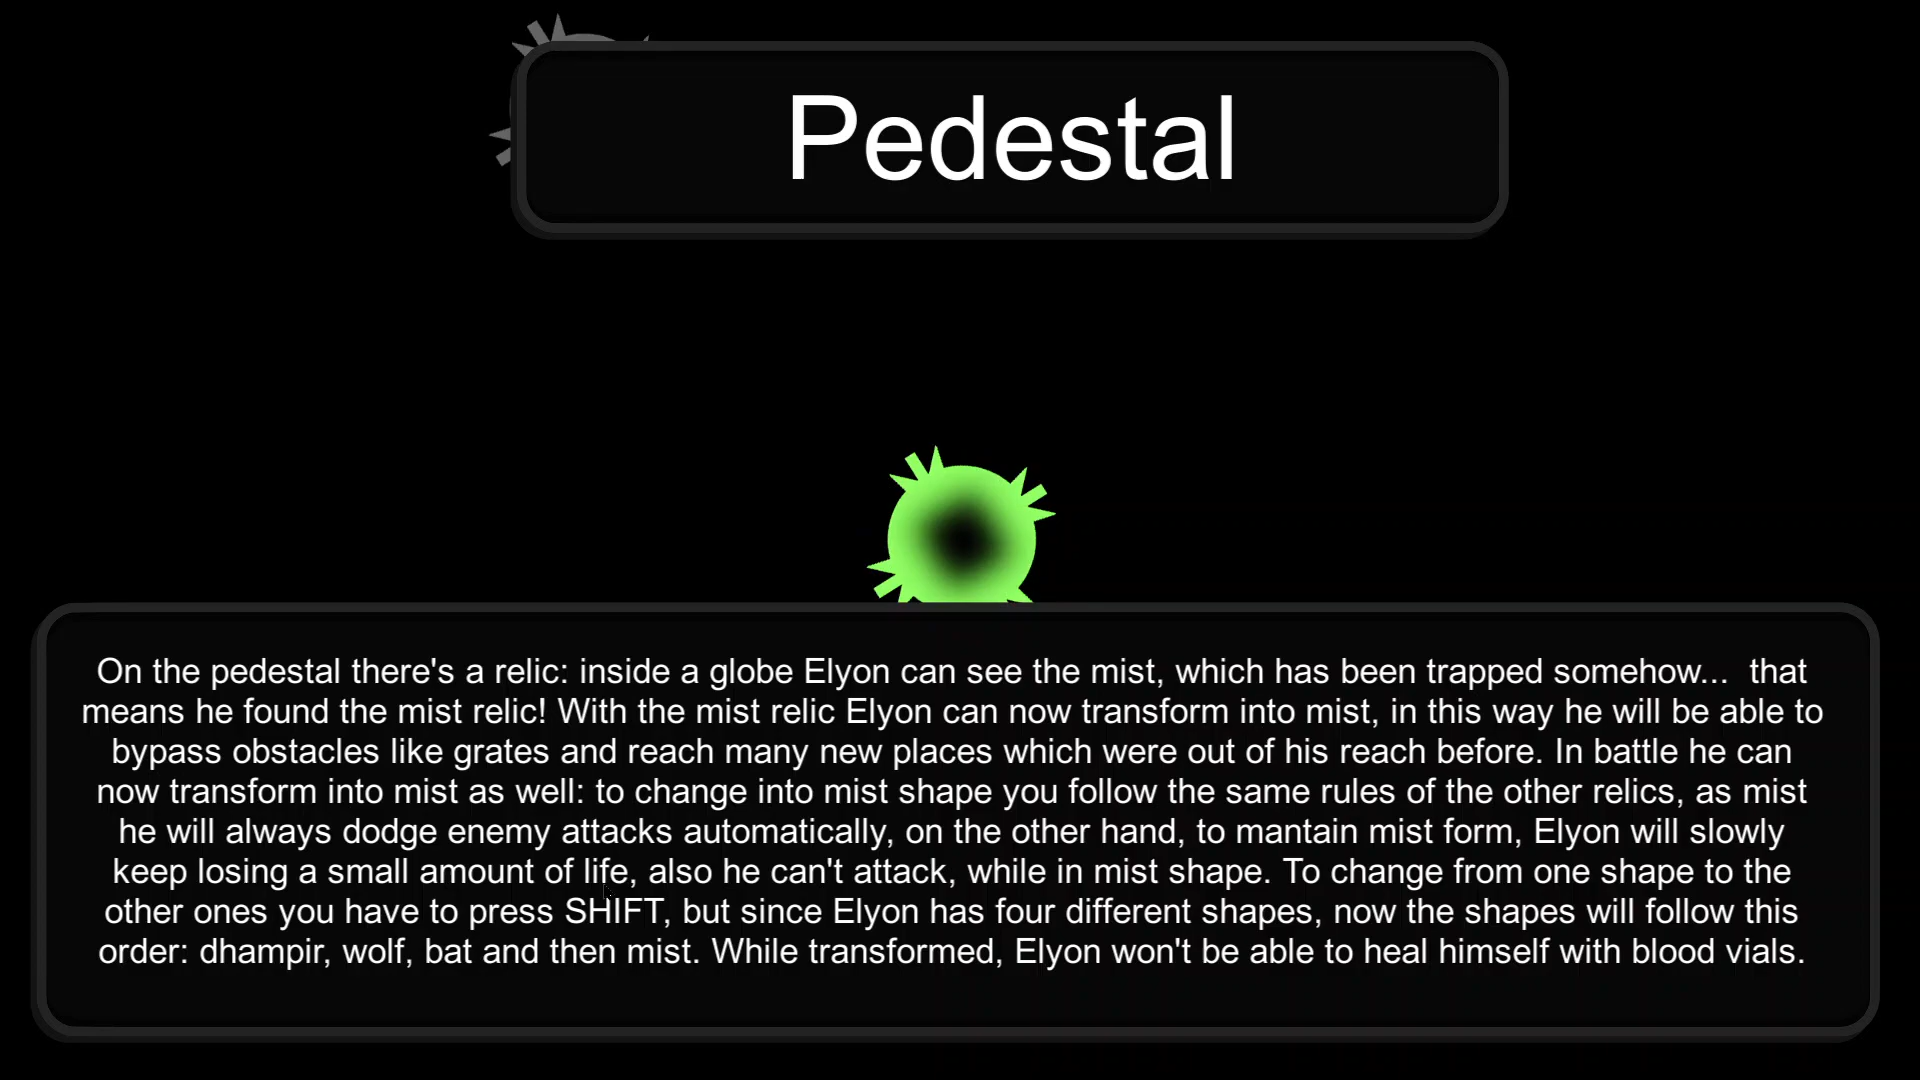 Pedestal
On the pedestal there's a relic: inside a globe Elyon can see the mist, which has been trapped somehow...  that
means he found the mist relic! With the mist relic Elyon can now transform into mist, in this way he will be able to
bypass obstacles like grates and reach many new places which were out of his reach before. In battle he can
now transform into mist as well: to change into mist shape you follow the same rules of the other relics, as mist
he will always dodge enemy attacks automatically, on the other hand, to mantain mist form, Elyon will slowly
keep losing a small amount of life, also he can't attack, while in mist shape. To change from one shape to the
other ones you have to press SHIFT, but since Elyon has four different shapes, now the shapes will follow this
order: dhampir, wolf, bat and then mist. While transformed, Elyon won't be able to heal himself with blood vials.